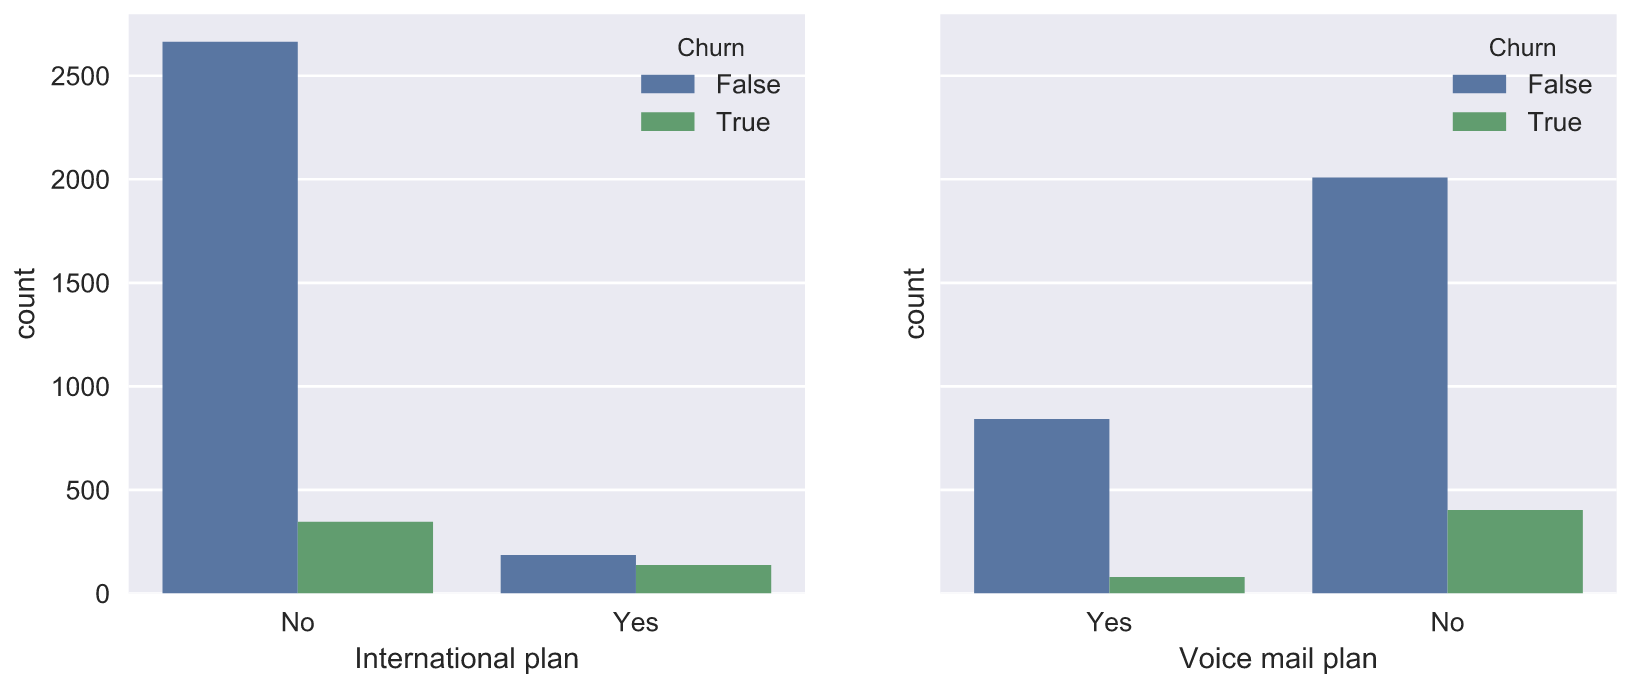 Churn
False
True
2500
2000
1500
1000
500
0
count
No
Yes
International plan
Churn
False
True
count
Yes
No
Voice mail plan